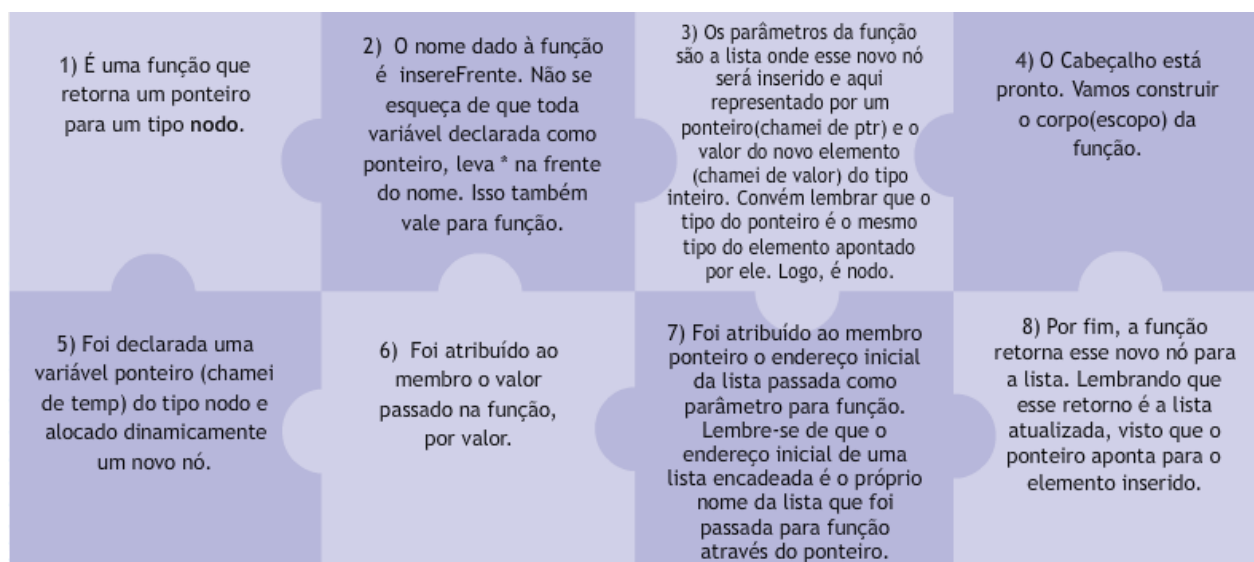 1) É uma função que
retorna um ponteiro
para um tipo nodo.
2) O nome dado à função
é insereFrente. Não se
esqueça de que toda
variável declarada como
ponteiro, leva * na frente
do nome. Isso também
vale para função.
3) Os parâmetros da função
são a lista onde esse novo nó
será inserido e aqui
representado por um
ponteiro(chamei de ptr) e o
valor do novo elemento
(chamei de valor) do tipo
inteiro. Convém lembrar que o
tipo do ponteiro é o mesmo
tipo do elemento apontado
por ele. Logo, é nodo.
4) O Cabeçalho está
pronto. Vamos construir
o corpo(escopo) da
função.
5) Foi declarada uma
variável ponteiro (chamei
de temp) do tipo nodo e
alocado dinamicamente
um novo nó.
6) Foi atribuído ao
membro o valor
passado na função,
por valor.
7) Foi atribuído ao membro
ponteiro o endereço inicial
da lista passada como
parâmetro para função.
Lembre-se de que o
endereço inicial de uma
lista encadeada é o próprio
nome da lista que foi
passada para função
através do ponteiro.
8) Por fim, a função
retorna esse novo nó para
a lista. Lembrando que
esse retorno é a lista
atualizada, visto que o
ponteiro aponta para o
elemento inserido.